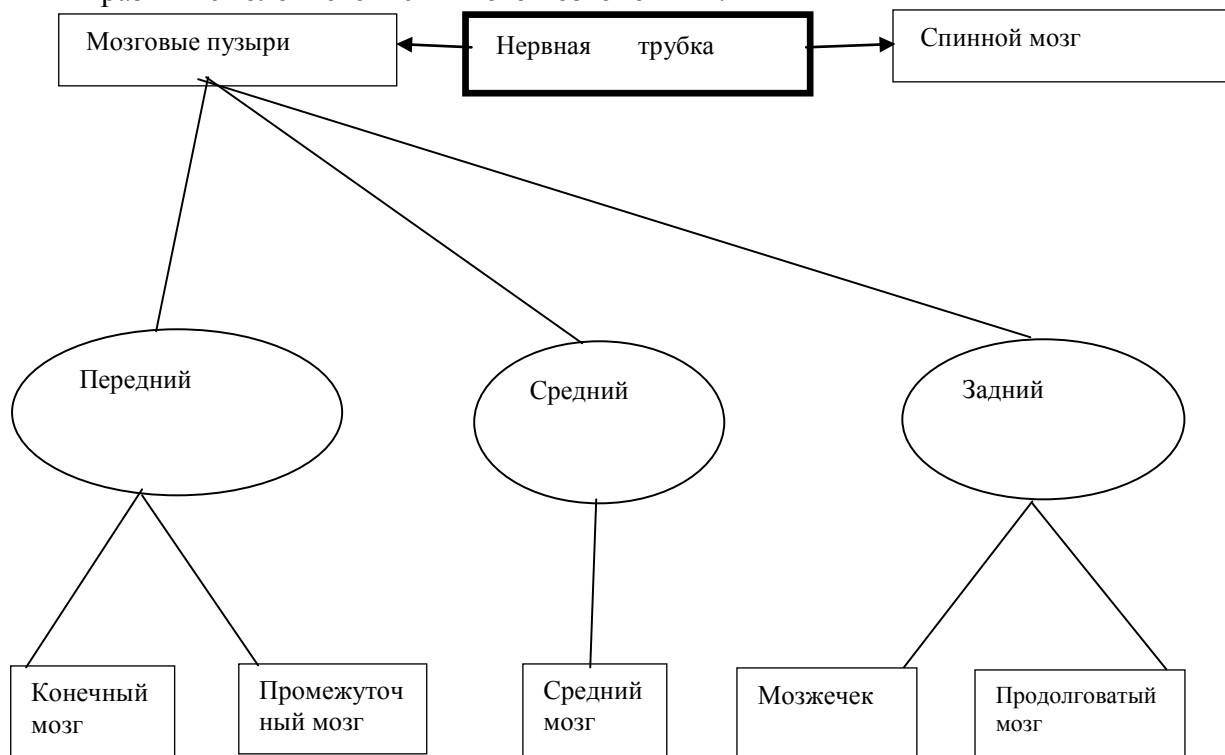 Мозговые пузыри
Нервная трубка
Спинной мозг
Передний
Средний
Задний
Конечный
мозг
Промежуточ
ный мозг
Средний
мозг
Мозжечек
Продолговатый
мозг